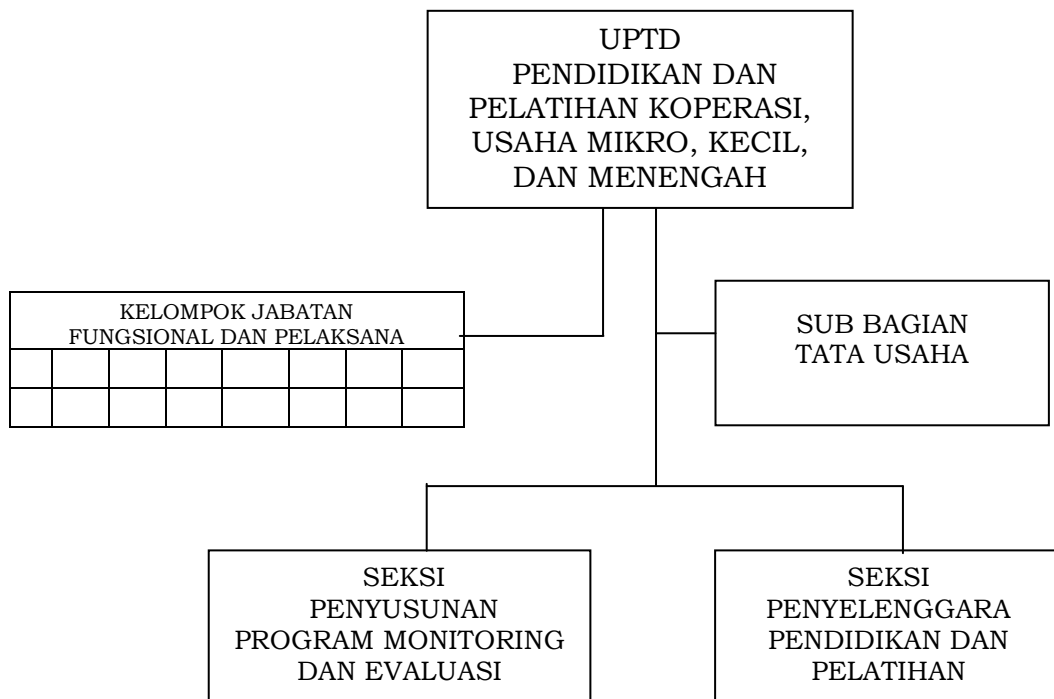 UPTD
PENDIDIKAN DAN
PELATIHAN KOPERASI,
USAHA MIKRO, KECIL,
DAN MENENGAH
KELOMPOK JABATAN
FUNGSIONAL DAN PELAKSANA
SUB BAGIAN
TATA USAHA
SEKSI
PENYUSUNAN
PROGRAM MONITORING
DAN EVALUASI
SEKSI
PENYELENGGARA
PENDIDIKAN DAN
PELATIHAN